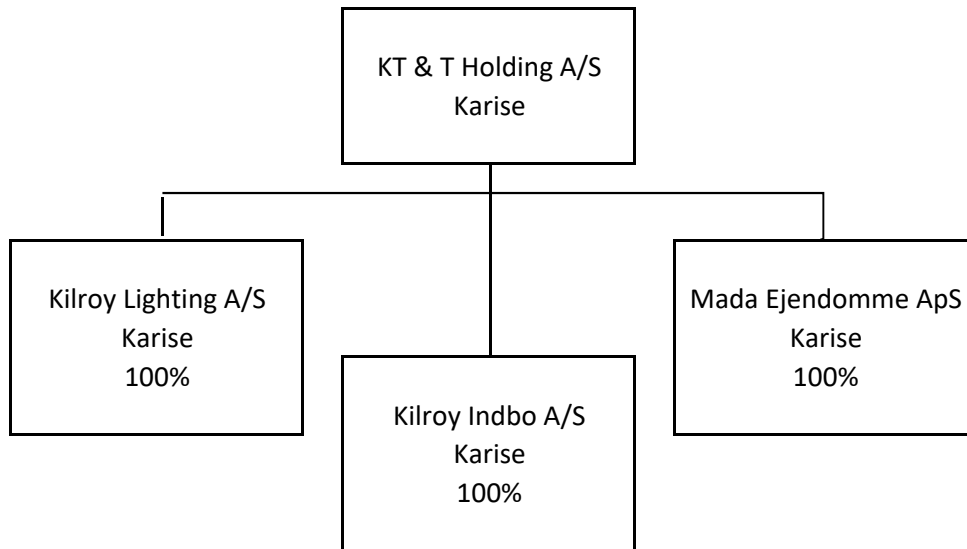 KT & T Holding A/S
Karise
Kilroy Lighting A/S
Karise
100%
Kilroy Indbo A/S
Karise
100%
Mada Ejendomme ApS
Karise
100%